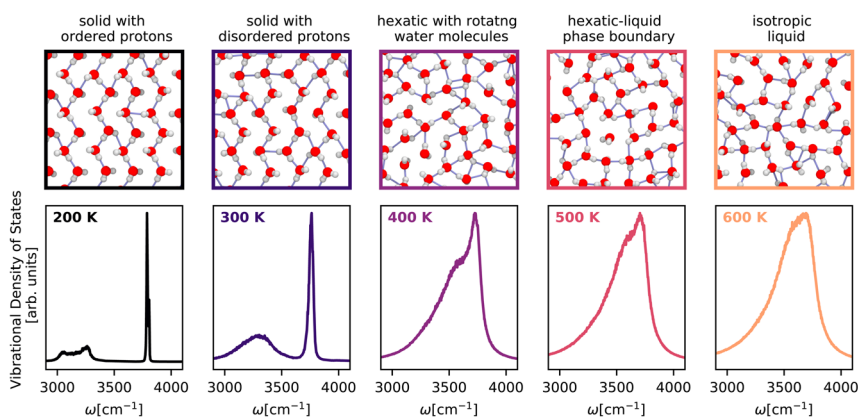 solid with
ordered protons
solid with
disordered protons
hexatic with rotatng
water molecules
hexatic-liquid
phase boundary
isotropic
liquid
Vibrational Density of States
[arb. units]
200 K
300 K
400 K
500 K
600 K
3000 3500 4000
3000 3500 4000
3000 3500 4000
3000 3500 4000
3000 3500 4000
ω[cm⁻¹]
ω[cm⁻¹]
ω[cm⁻¹]
ω[cm⁻¹]
ω[cm⁻¹]